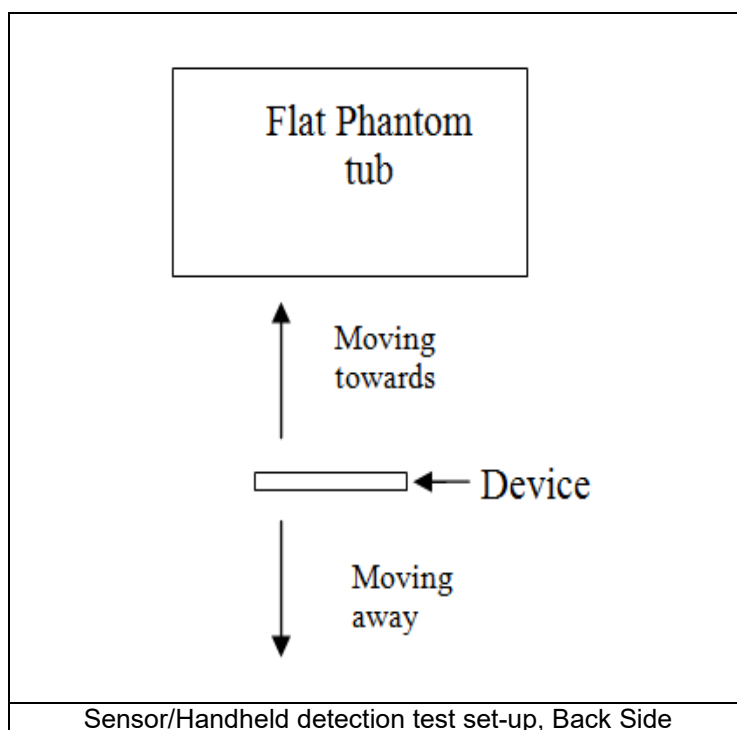 Flat Phantom
tub
Moving
towards
Device
Moving
away
Sensor/Handheld detection test set-up, Back Side